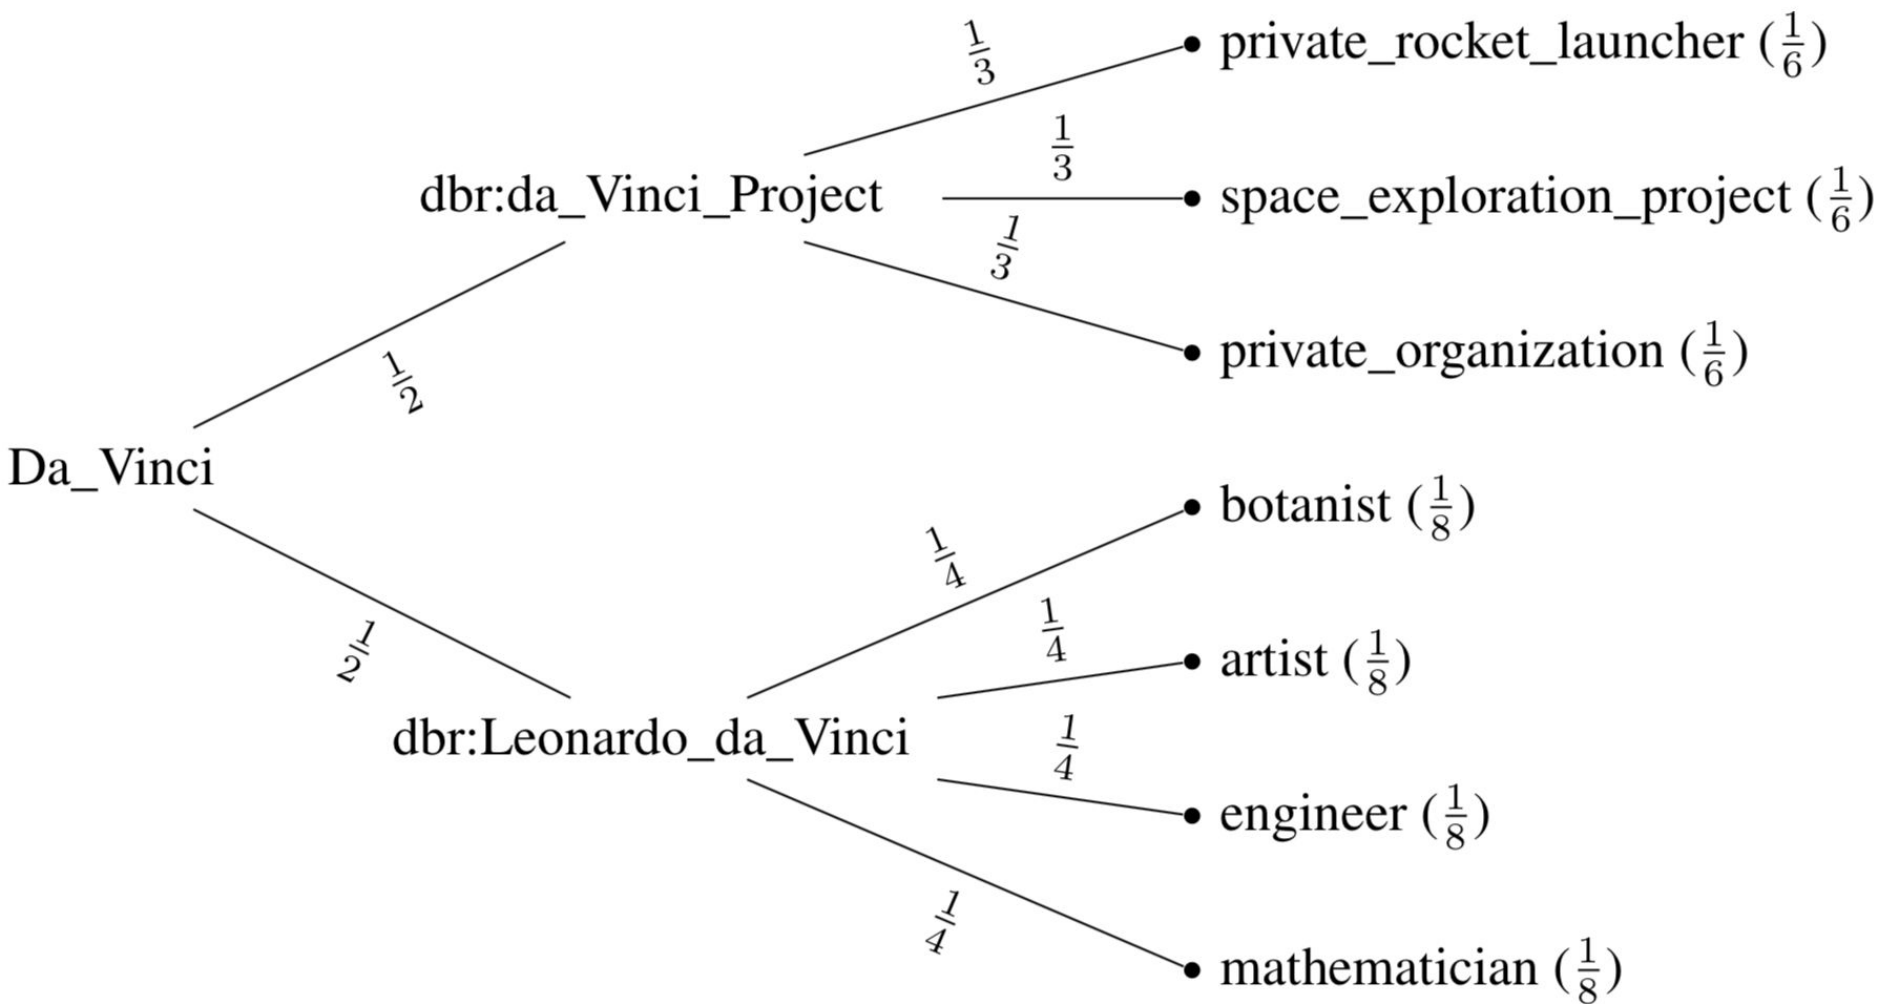 1/3
private_rocket_launcher (1/6)
1/3
dbr:da_Vinci_Project
space_exploration_project (1/6)
1/3
private_organization (1/6)
1/2
Da_Vinci
botanist (1/8)
1/4
1/4
1/2
artist (1/8)
dbr:Leonardo_da_Vinci
1/4
engineer (1/8)
1/4
mathematician (1/8)